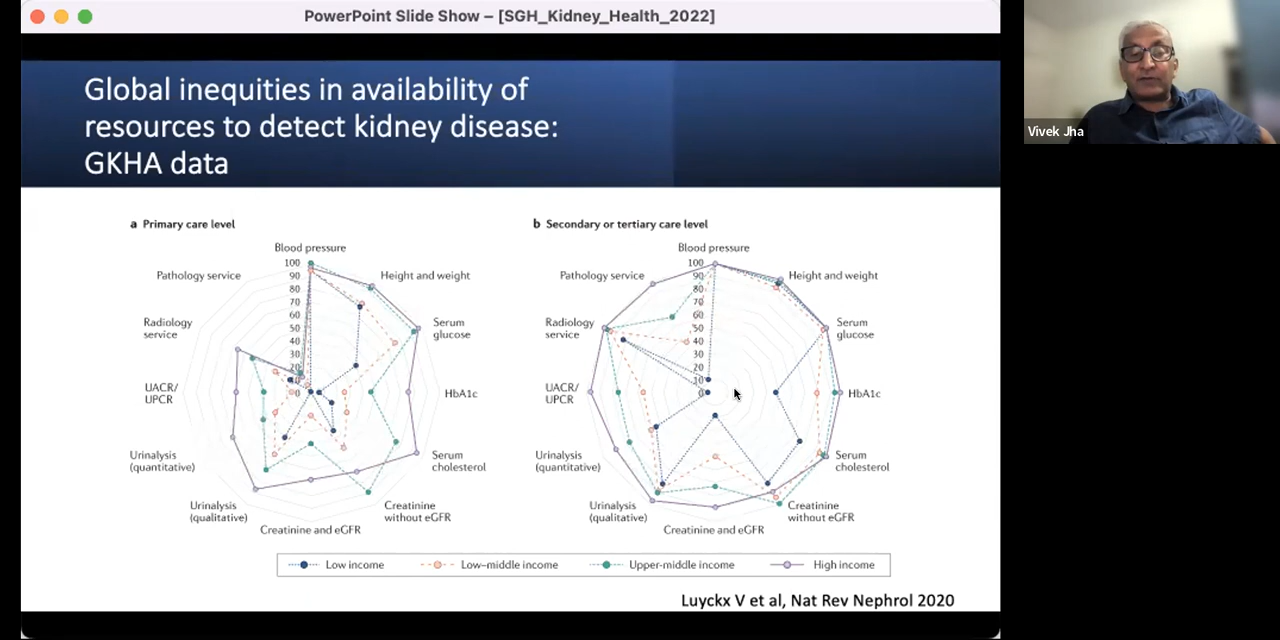 PowerPoint Slide Show – [SGH_Kidney_Health_2022]
Vivek Jha
Global inequities in availability of
resources to detect kidney disease:
GKHA data
a Primary care level
Blood pressure
Height and weight
Serum
glucose
HbA1c
Serum
cholesterol
Creatinine
without eGFR
Creatinine and eGFR
Urinalysis
(qualitative)
Urinalysis
(quantitative)
UACR/
UPCR
Radiology
service
Pathology service
100
90
80
70
60
50
40
30
20
10
0
b Secondary or tertiary care level
Blood pressure
Height and weight
Serum
glucose
HbA1c
Serum
cholesterol
Creatinine
without eGFR
Creatinine and eGFR
Urinalysis
(qualitative)
Urinalysis
(quantitative)
UACR/
UPCR
Radiology
service
Pathology service
100
90
80
70
60
50
40
30
20
10
0
Low income
Low–middle income
Upper-middle income
High income
Luyckx V et al, Nat Rev Nephrol 2020